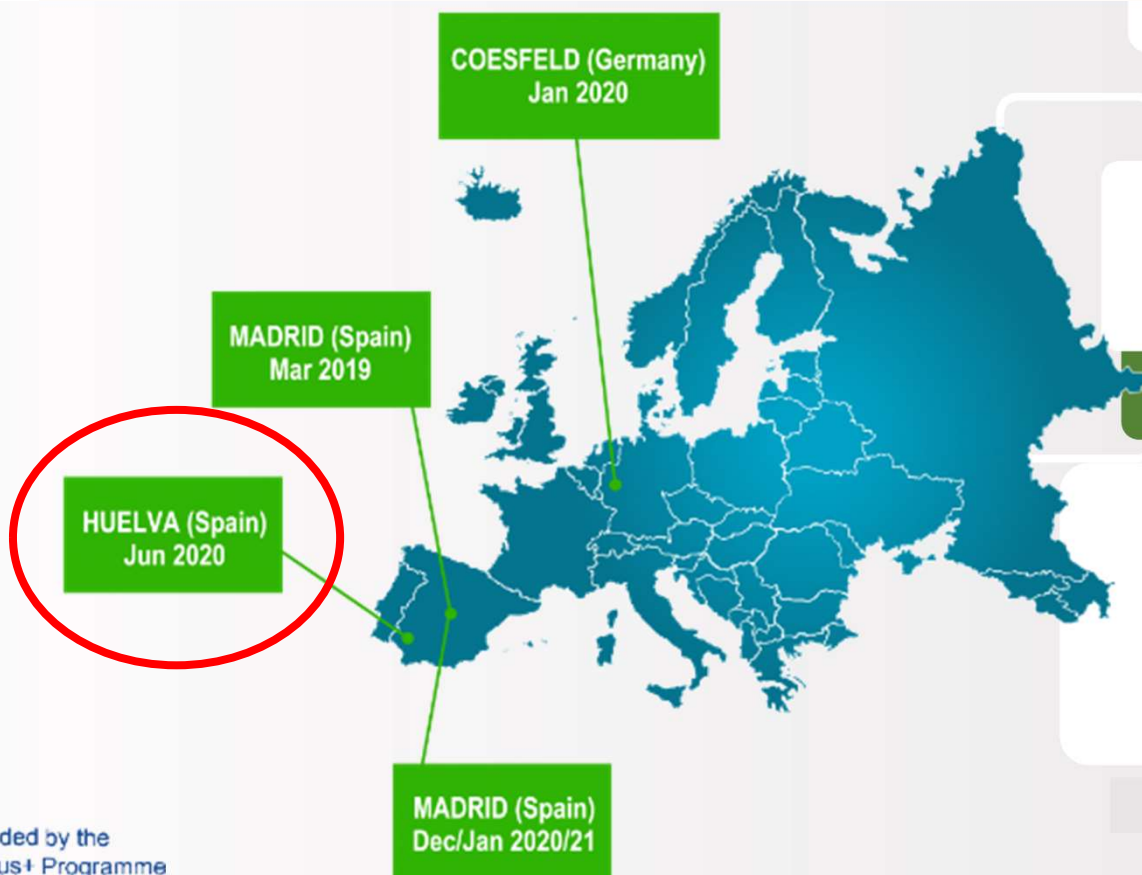 COESFELD (Germany)
Jan 2020
MADRID (Spain)
Mar 2019
HUELVA (Spain)
Jun 2020
MADRID (Spain)
Dec/Jan 2020/21
ded by the
us+ Programme